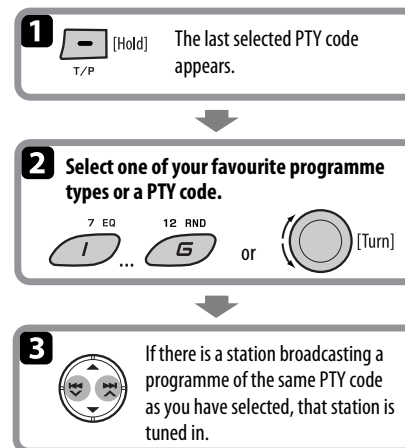 1
[Hold]
T/P
The last selected PTY code
appears.
2
Select one of your favourite programme
types or a PTY code.
7 EQ
12 RND
1 ... 6
or
[Turn]
3
If there is a station broadcasting a
programme of the same PTY code
as you have selected, that station is
tuned in.